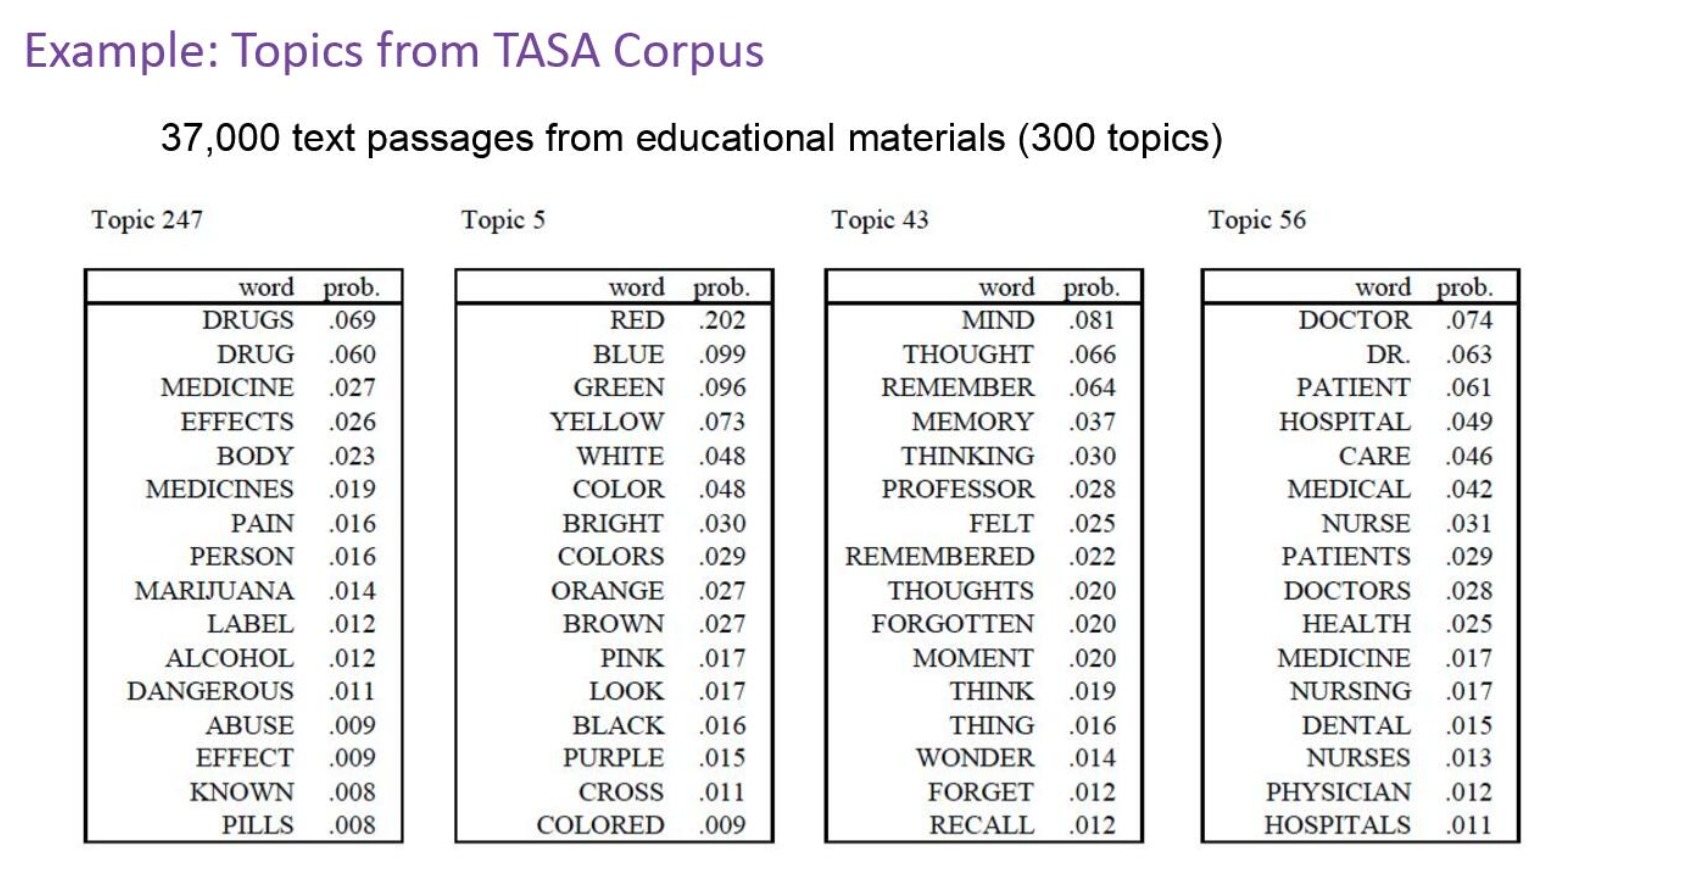 Example: Topics from TASA Corpus
37,000 text passages from educational materials (300 topics)
Topic 247
word prob.
DRUGS .069
DRUG .060
MEDICINE .027
EFFECTS .026
BODY .023
MEDICINES .019
PAIN .016
PERSON .016
MARIJUANA .014
LABEL .012
ALCOHOL .012
DANGEROUS .011
ABUSE .009
EFFECT .009
KNOWN .008
PILLS .008
Topic 5
word prob.
RED .202
BLUE .099
GREEN .096
YELLOW .073
WHITE .048
COLOR .048
BRIGHT .030
COLORS .029
ORANGE .027
BROWN .027
PINK .017
LOOK .017
BLACK .016
PURPLE .015
CROSS .011
COLORED .009
Topic 43
word prob.
MIND .081
THOUGHT .066
REMEMBER .064
MEMORY .037
THINKING .030
PROFESSOR .028
FELT .025
REMEMBERED .022
THOUGHTS .020
FORGOTTEN .020
MOMENT .020
THINK .019
THING .016
WONDER .014
FORGET .012
RECALL .012
Topic 56
word prob.
DOCTOR .074
DR. .063
PATIENT .061
HOSPITAL .049
CARE .046
MEDICAL .042
NURSE .031
PATIENTS .029
DOCTORS .028
HEALTH .025
MEDICINE .017
NURSING .017
DENTAL .015
NURSES .013
PHYSICIAN .012
HOSPITALS .011